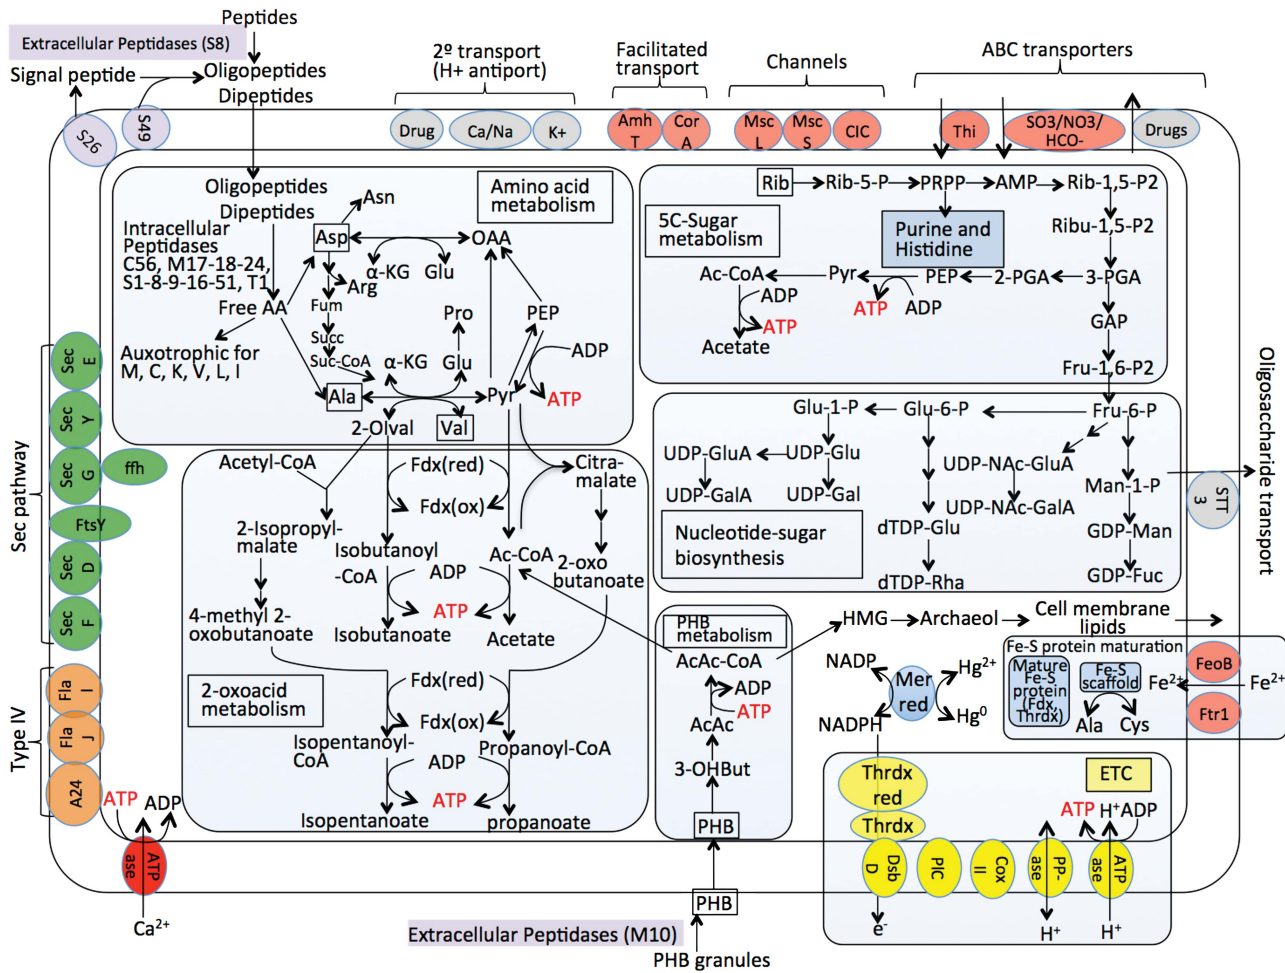 Peptides
Extracellular Peptidases (S8)
Signal peptide
Oligopeptides
Dipeptides
2º transport
(H+ antiport)
Facilitated
transport
Channels
ABC transporters
S26
S49
Drug
Ca/Na
K+
Amh
T
Cor
A
Msc
L
Msc
S
ClC
Thi
SO3/NO3/
HCO-
Drugs
Oligopeptides
Dipeptides
Intracellular
Peptidases
C56, M17-18-24,
S1-8-9-16-51, T1
Free AA
Auxotrophic for
M, C, K, V, L, I
Asn
Asp
Arg
Fum
Succ
Suc-CoA
α-KG
Glu
OAA
Amino acid
metabolism
Pro
Glu
α-KG
PEP
ADP
ATP
Pyr
Ala
2-Olval
Val
Rib
Rib-5-P
PRPP
AMP
Rib-1,5-P2
5C-Sugar
metabolism
Purine and
Histidine
Ribu-1,5-P2
Ac-CoA
Pyr
PEP
2-PGA
3-PGA
ADP
ATP
ATP
ADP
Acetate
GAP
Fru-1,6-P2
Glu-1-P
Glu-6-P
Fru-6-P
UDP-GluA
UDP-Glu
UDP-NAc-GluA
UDP-GalA
UDP-Gal
UDP-NAc-GalA
Man-1-P
dTDP-Glu
GDP-Man
dTDP-Rha
GDP-Fuc
Nucleotide-sugar
biosynthesis
STT
3
Oligosaccharide transport
Sec pathway
Sec
E
Sec
Y
Sec
G
ffh
FtsY
Sec
D
Sec
F
Type IV
Fla
I
Fla
J
A24
Acetyl-CoA
Fdx(red)
Fdx(ox)
Citra-
malate
2-Isopropyl-
malate
Isobutanoyl
-CoA
ADP
Ac-CoA
2-oxo
butanoate
ATP
4-methyl 2-
oxobutanoate
Isobutanoate
Acetate
2-oxoacid
metabolism
Fdx(red)
Fdx(ox)
Isopentanoyl-
CoA
Propanoyl-CoA
ADP
ATP
Isopentanoate
propanoate
PHB
metabolism
AcAc-CoA
ADP
ATP
AcAc
3-OHBut
PHB
PHB
PHB granules
Extracellular Peptidases (M10)
HMG
Archaeol
Cell membrane
lipids
NADP
NADPH
Mer
red
Hg2+
Hg0
Fe-S protein maturation
Mature
Fe-S
protein
(Fdx,
Thrdx)
Fe-S
scaffold
Ala
Cys
Fe2+
FeoB
Ftr1
Fe2+
Thrdx
red
Thrdx
ETC
ATP
H+
ADP
Dsb
D
PlC
Cox
II
PP-
ase
ATP
ase
e-
H+
H+
ATP
ADP
ATP
ase
Ca2+